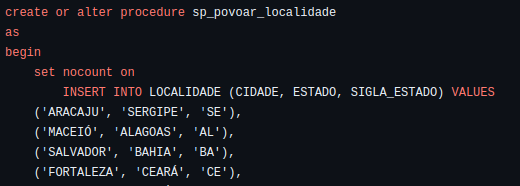 create or alter procedure sp_povoar_localidade
as
begin
set nocount on
INSERT INTO LOCALIDADE (CIDADE, ESTADO, SIGLA_ESTADO) VALUES
('ARACAJU', 'SERGIPE', 'SE'),
('MACEIÓ', 'ALAGOAS', 'AL'),
('SALVADOR', 'BAHIA', 'BA'),
('FORTALEZA', 'CEARÁ', 'CE'),